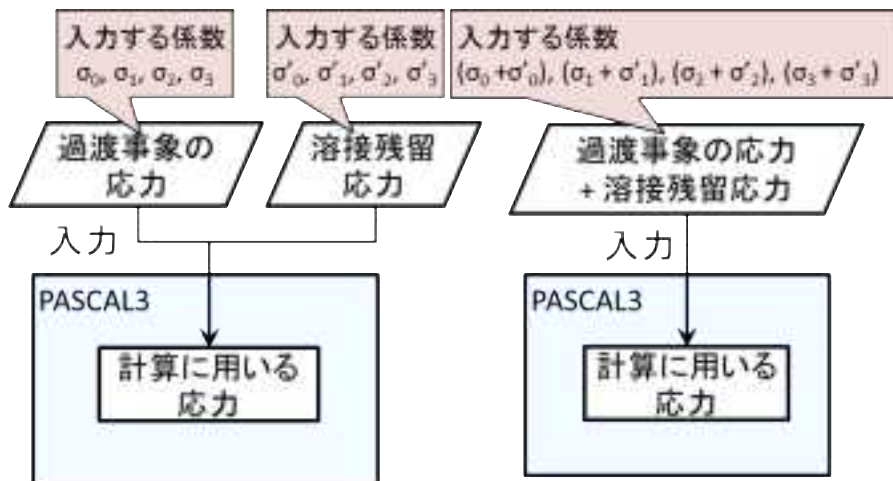 入力する係数
σ₀, σ₁, σ₂, σ₃
入力する係数
σ'₀, σ'₁, σ'₂, σ'₃
入力する係数
(σ₀+σ'₀), (σ₁+σ'₁), (σ₂+σ'₂), (σ₃+σ'₃)
過渡事象の
応力
溶接残留
応力
過渡事象の応力
+ 溶接残留応力
入力
入力
PASCAL3
計算に用いる
応力
PASCAL3
計算に用いる
応力